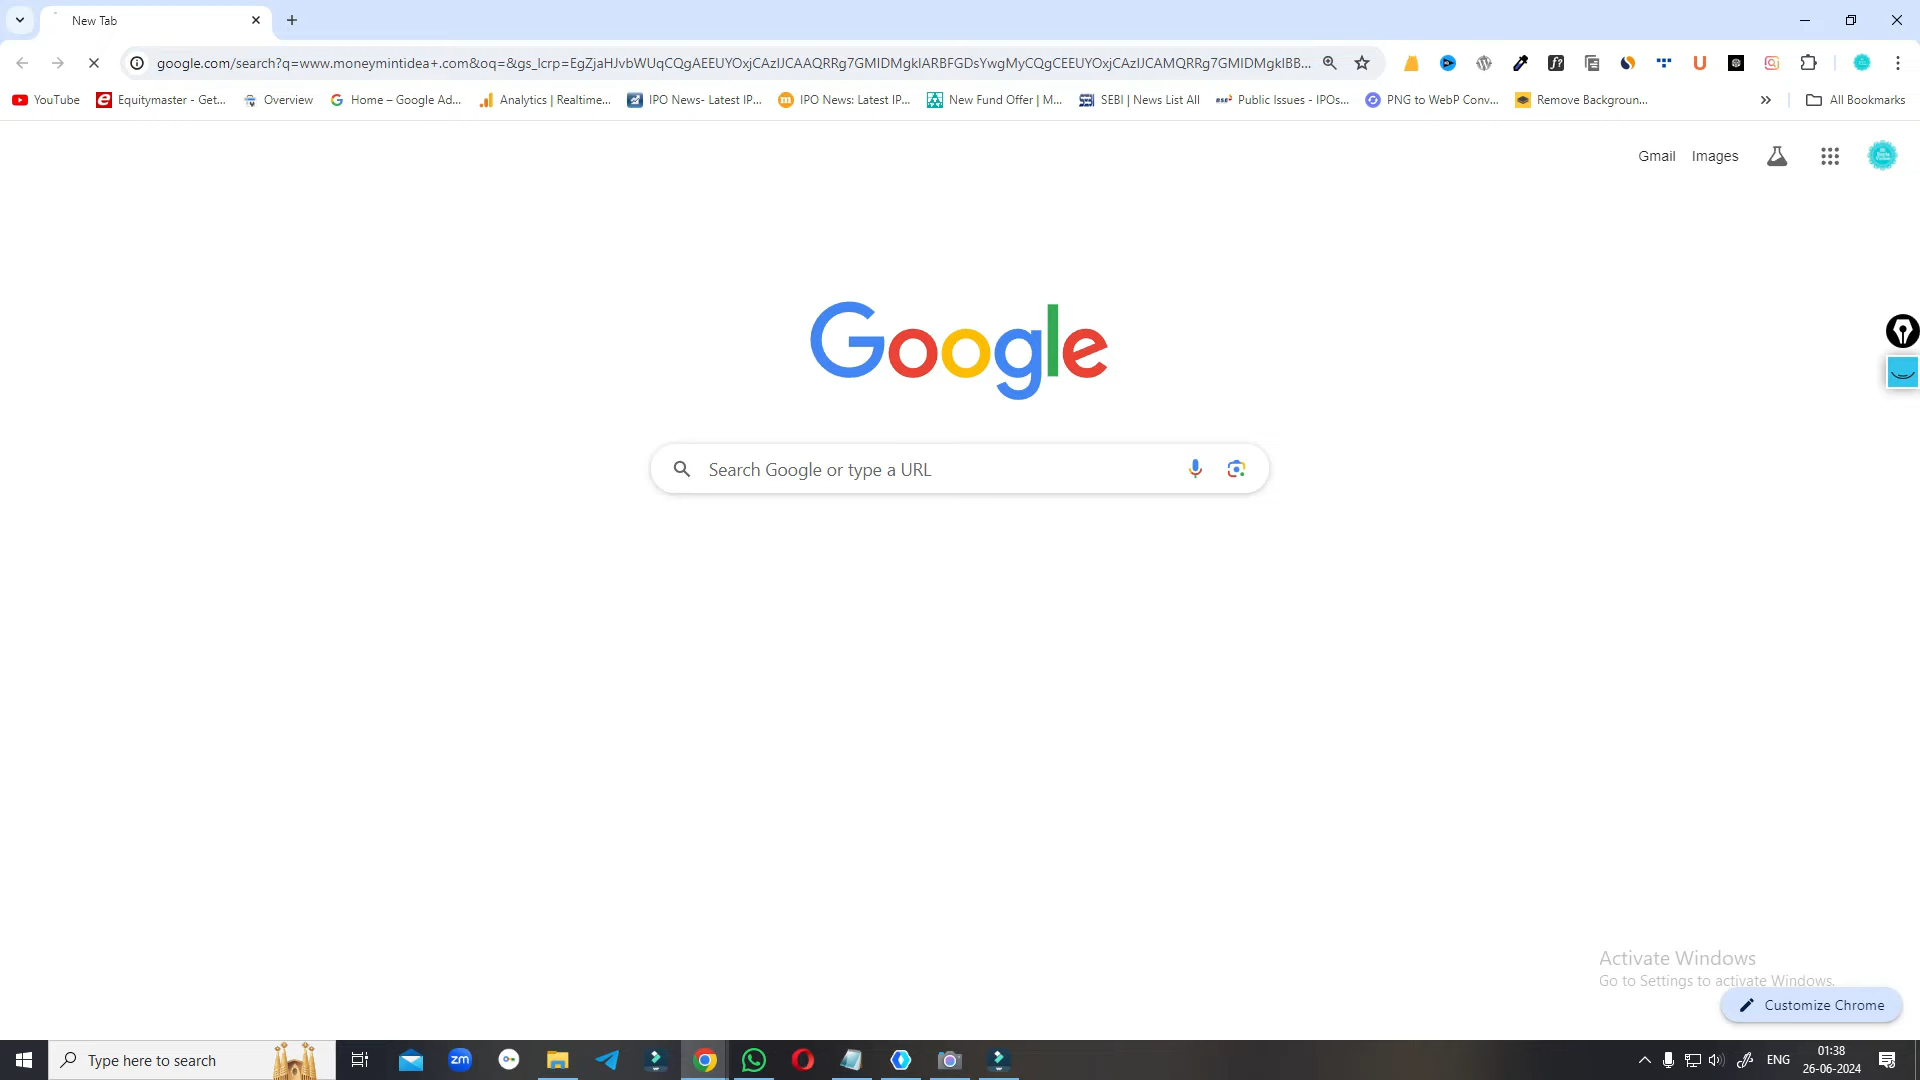 New Tab
google.com/search?q=www.moneymintidea+.com&oq=&gs_lcrp=EgZjaHJvbWUqCQgAEEUYOxjCAzIJCAAQRRg7GMIDMgkIARBFGDsYwgMyCQgCEEUYOxjCAzIJCAMQRRg7GMIDMgkIBB...
YouTube
Equitymaster - Get...
Overview
Home – Google Ad...
Analytics | Realtime...
IPO News- Latest IP...
IPO News: Latest IP...
New Fund Offer | M...
SEBI | News List All
Public Issues - IPOs...
PNG to WebP Conv...
Remove Backgroun...
All Bookmarks
Gmail
Images
Google
Search Google or type a URL
Activate Windows
Go to Settings to activate Windows.
Customize Chrome
Type here to search
zm
ENG
01:38
26-06-2024